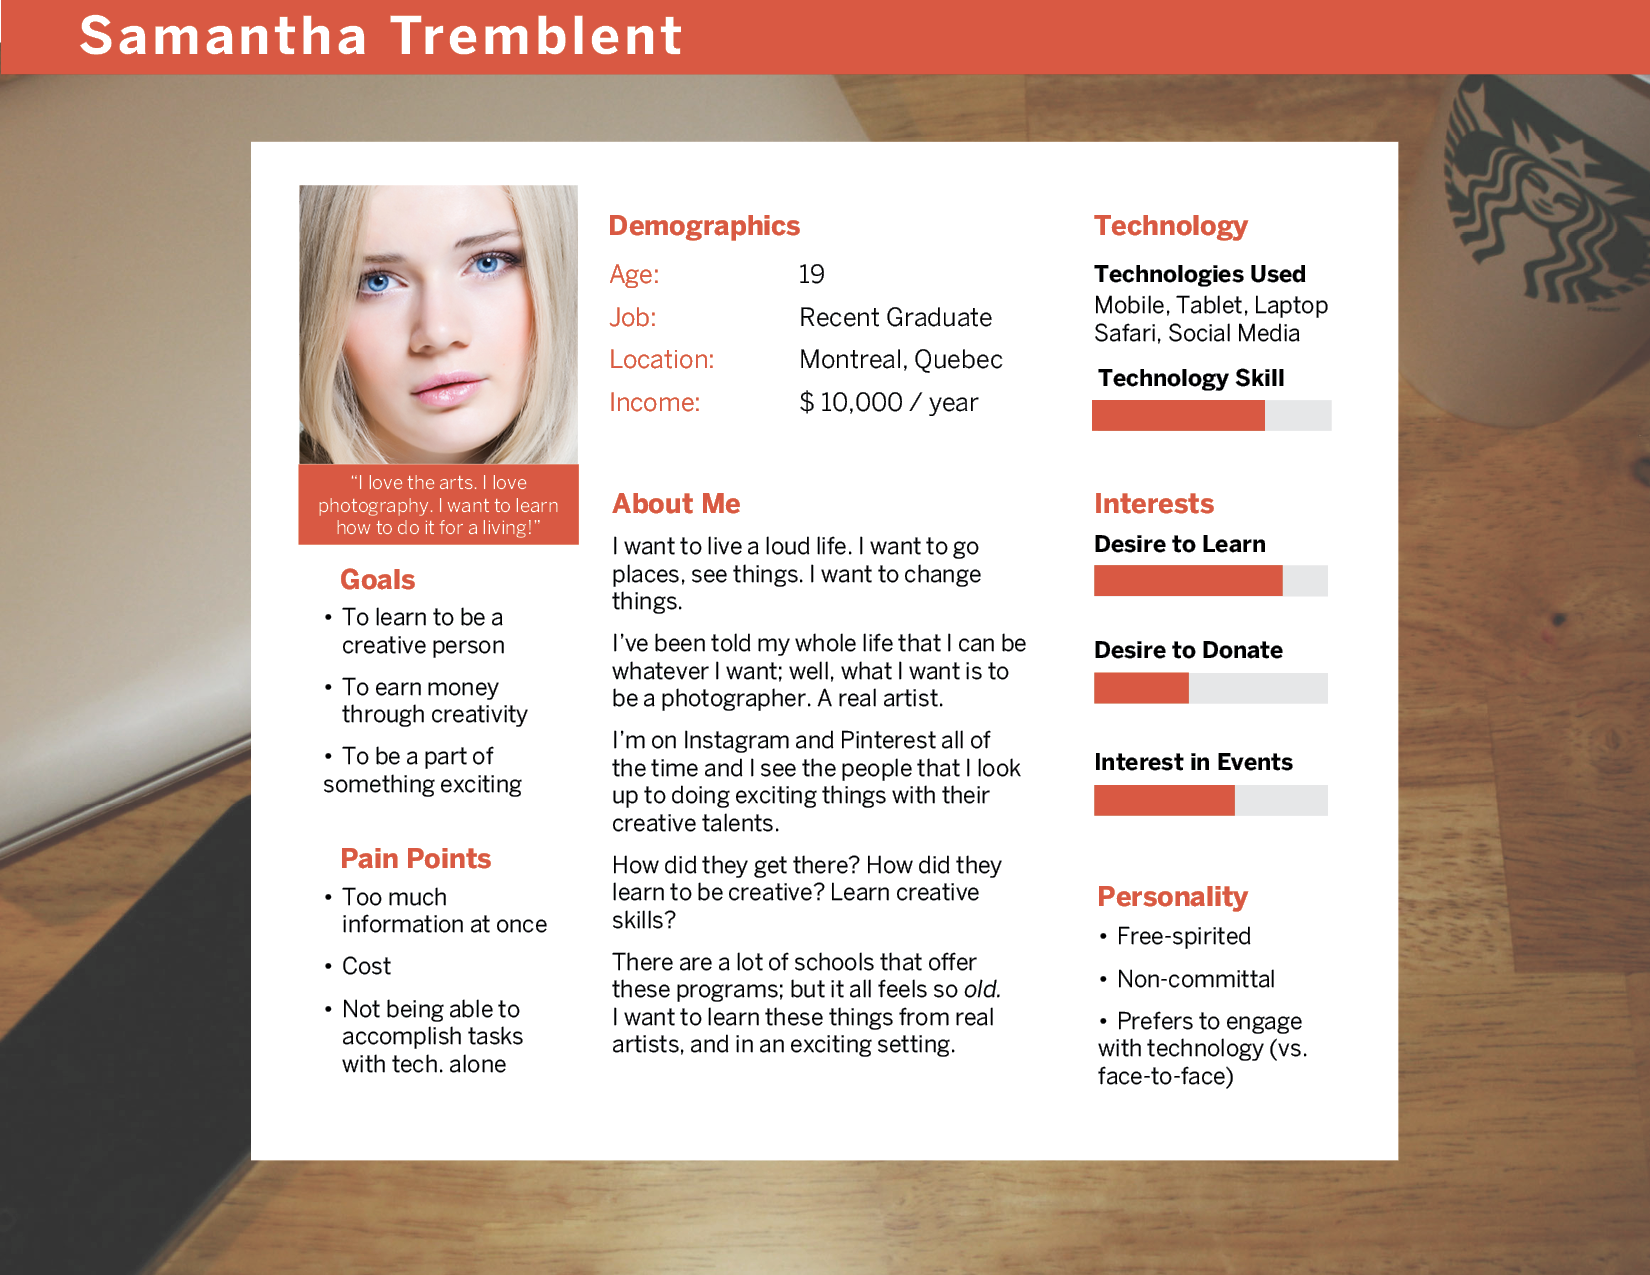 Samantha Tremblent
“I love the arts. I love
photography. I want to learn
how to do it for a living!”
Goals
• To learn to be a
creative person
• To earn money
through creativity
• To be a part of
something exciting
Pain Points
• Too much
information at once
• Cost
• Not being able to
accomplish tasks
with tech. alone
Demographics
Age: 19
Job: Recent Graduate
Location: Montreal, Quebec
Income: $ 10,000 / year
About Me
I want to live a loud life. I want to go
places, see things. I want to change
things.
I’ve been told my whole life that I can be
whatever I want; well, what I want is to
be a photographer. A real artist.
I’m on Instagram and Pinterest all of
the time and I see the people that I look
up to doing exciting things with their
creative talents.
How did they get there? How did they
learn to be creative? Learn creative
skills?
There are a lot of schools that offer
these programs; but it all feels so old.
I want to learn these things from real
artists, and in an exciting setting.
Technology
Technologies Used
Mobile, Tablet, Laptop
Safari, Social Media
Technology Skill
Interests
Desire to Learn
Desire to Donate
Interest in Events
Personality
• Free-spirited
• Non-committal
• Prefers to engage
with technology (vs.
face-to-face)